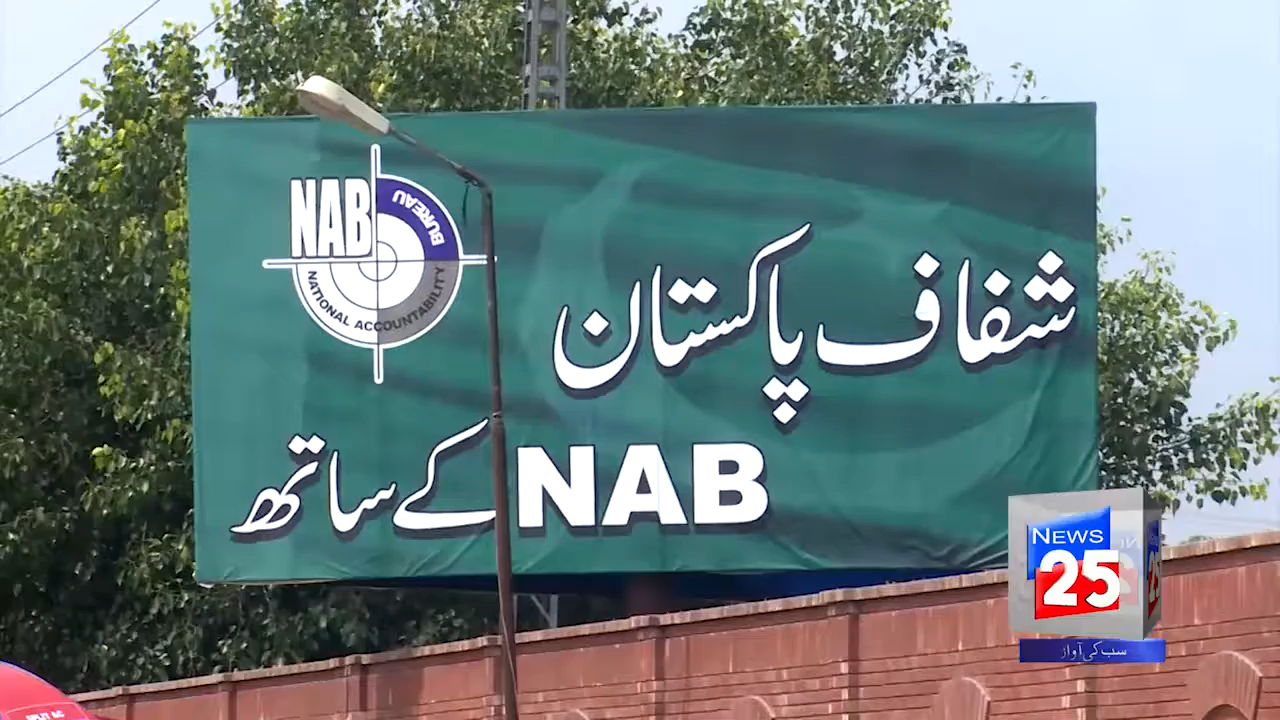 NAB
BUREAU
NATIONAL ACCOUNTABILITY
شفاف پاکستان
NAB کے ساتھ
NEWS
25
سب کی آواز